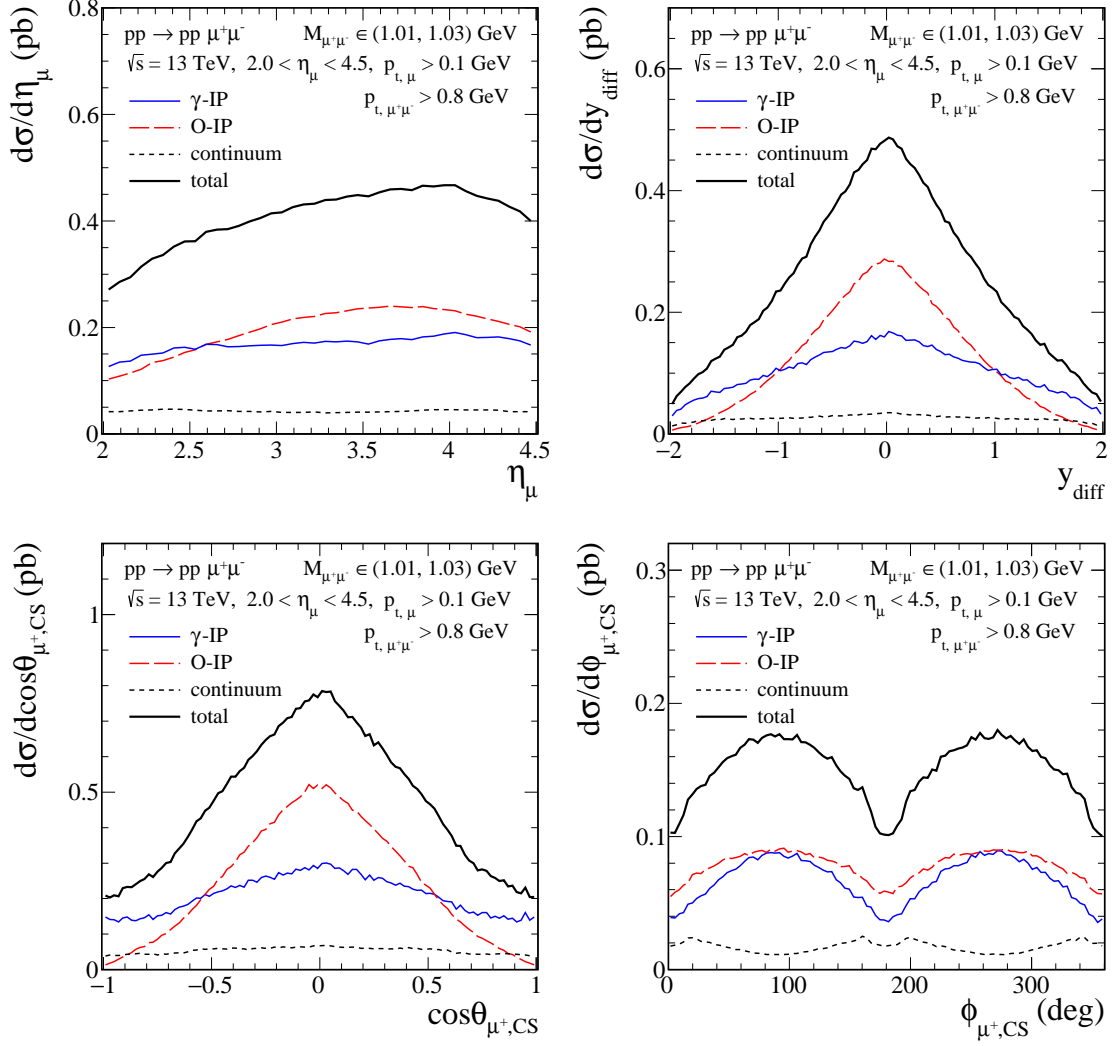 dσ/dη_μ (pb)
pp → pp μ⁺μ⁻ M_μ⁺μ⁻ ∈ (1.01, 1.03) GeV
√s = 13 TeV, 2.0 < η_μ < 4.5, p_t, μ > 0.1 GeV
p_t, μ⁺μ⁻ > 0.8 GeV
γ-IP
O-IP
continuum
total
0.8
0.6
0.4
0.2
0
2 2.5 3 3.5 4 4.5
η_μ
dσ/dy_diff (pb)
pp → pp μ⁺μ⁻ M_μ⁺μ⁻ ∈ (1.01, 1.03) GeV
√s = 13 TeV, 2.0 < η_μ < 4.5, p_t, μ > 0.1 GeV
p_t, μ⁺μ⁻ > 0.8 GeV
γ-IP
O-IP
continuum
total
0.6
0.4
0.2
0
−2 −1 0 1 2
y_diff
dσ/dcosθ_μ⁺,CS (pb)
pp → pp μ⁺μ⁻ M_μ⁺μ⁻ ∈ (1.01, 1.03) GeV
√s = 13 TeV, 2.0 < η_μ < 4.5, p_t, μ > 0.1 GeV
p_t, μ⁺μ⁻ > 0.8 GeV
γ-IP
O-IP
continuum
total
1
0.5
0
−1 −0.5 0 0.5 1
cosθ_μ⁺,CS
dσ/dϕ_μ⁺,CS (pb)
pp → pp μ⁺μ⁻ M_μ⁺μ⁻ ∈ (1.01, 1.03) GeV
√s = 13 TeV, 2.0 < η_μ < 4.5, p_t, μ > 0.1 GeV
p_t, μ⁺μ⁻ > 0.8 GeV
γ-IP
O-IP
continuum
total
0.3
0.2
0.1
0
0 100 200 300
ϕ_μ⁺,CS (deg)